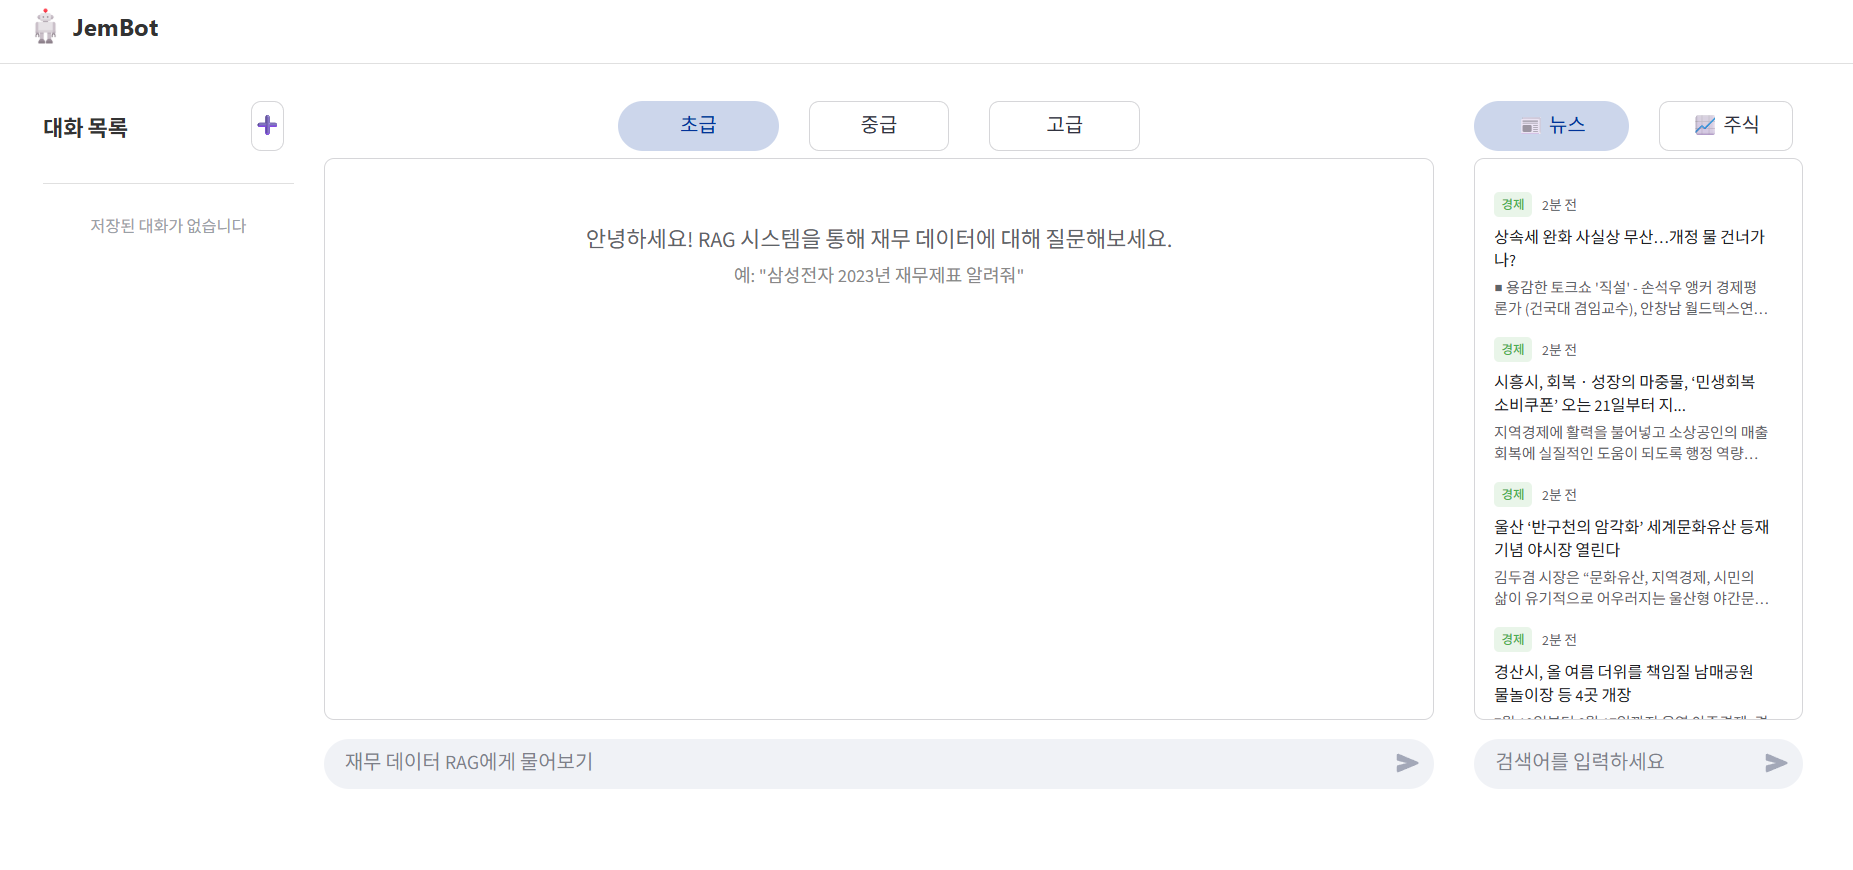 JemBot
대화 목록
저장된 대화가 없습니다
초급
중급
고급
안녕하세요! RAG 시스템을 통해 재무 데이터에 대해 질문해보세요.
예: "삼성전자 2023년 재무제표 알려줘"
재무 데이터 RAG에게 물어보기
뉴스
주식
경제 2분 전
상속세 완화 사실상 무산…개정 물 건너가
나?
■ 용감한 토크쇼 '직설' - 손석우 앵커 경제평
론가 (건국대 겸임교수), 안창남 월드텍스연…
경제 2분 전
시흥시, 회복·성장의 마중물, ‘민생회복
소비쿠폰’ 오는 21일부터 지...
지역경제에 활력을 불어넣고 소상공인의 매출
회복에 실질적인 도움이 되도록 행정 역량…
경제 2분 전
울산 ‘반구천의 암각화’ 세계문화유산 등재
기념 야시장 열린다
김두겸 시장은 “문화유산, 지역경제, 시민의
삶이 유기적으로 어우러지는 울산형 야간문…
경제 2분 전
경산시, 올 여름 더위를 책임질 남매공원
물놀이장 등 4곳 개장
검색어를 입력하세요